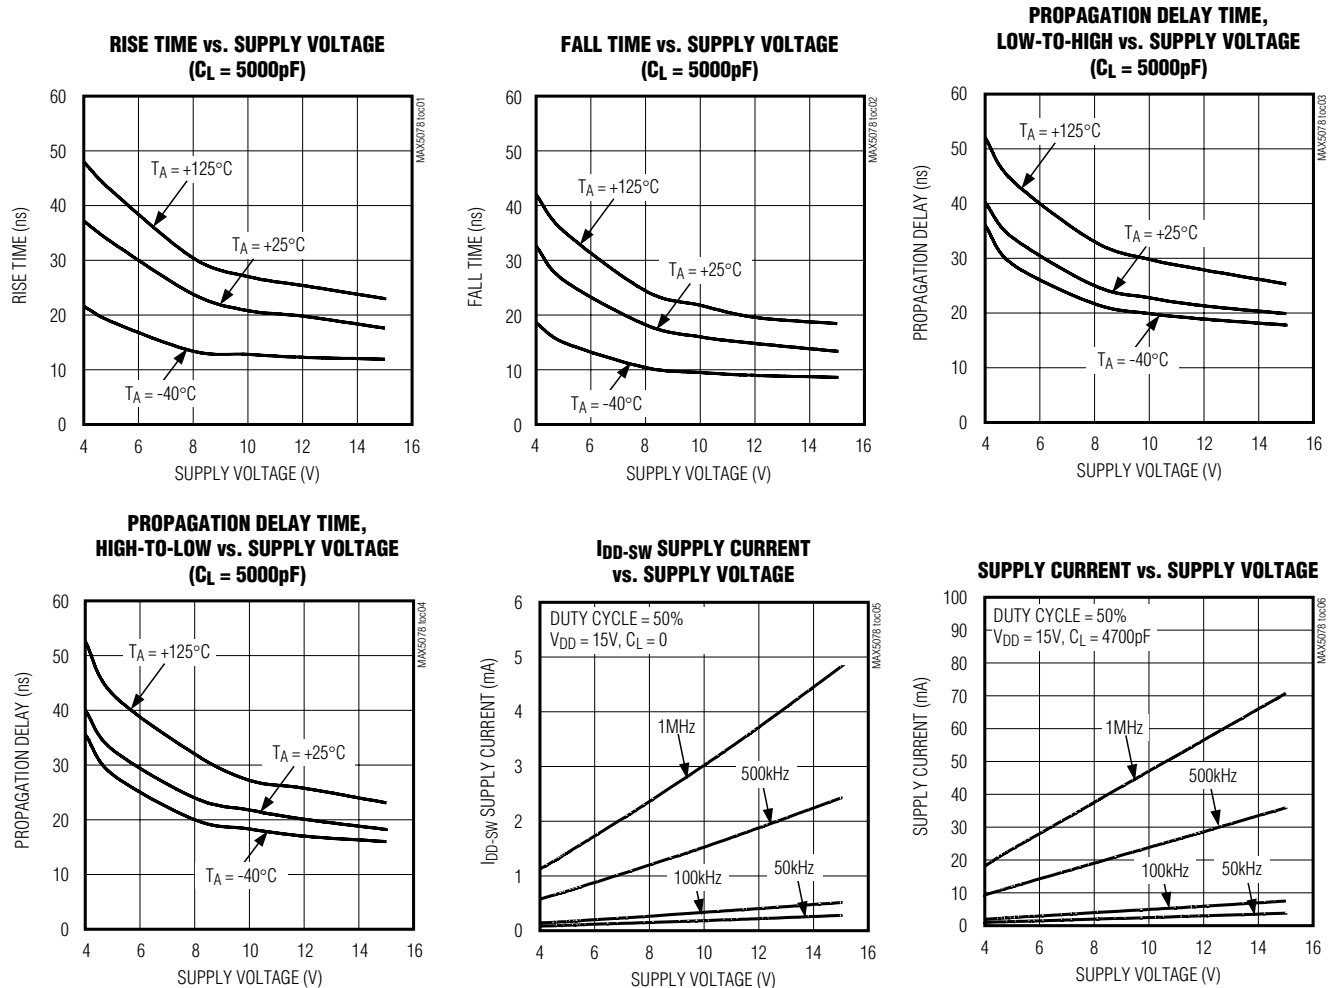 RISE TIME vs. SUPPLY VOLTAGE
(CL = 5000pF)
MAX5078 toc01
RISE TIME (ns)
60
50
40
30
20
10
0
TA = +125°C
TA = +25°C
TA = -40°C
4 6 8 10 12 14 16
SUPPLY VOLTAGE (V)
FALL TIME vs. SUPPLY VOLTAGE
(CL = 5000pF)
MAX5078 toc02
FALL TIME (ns)
60
50
40
30
20
10
0
TA = +125°C
TA = +25°C
TA = -40°C
4 6 8 10 12 14 16
SUPPLY VOLTAGE (V)
PROPAGATION DELAY TIME,
LOW-TO-HIGH vs. SUPPLY VOLTAGE
(CL = 5000pF)
MAX5078 toc03
PROPAGATION DELAY (ns)
60
50
40
30
20
10
0
TA = +125°C
TA = +25°C
TA = -40°C
4 6 8 10 12 14 16
SUPPLY VOLTAGE (V)
PROPAGATION DELAY TIME,
HIGH-TO-LOW vs. SUPPLY VOLTAGE
(CL = 5000pF)
MAX5078 toc04
PROPAGATION DELAY (ns)
60
50
40
30
20
10
0
TA = +125°C
TA = +25°C
TA = -40°C
4 6 8 10 12 14 16
SUPPLY VOLTAGE (V)
IDD-SW SUPPLY CURRENT
vs. SUPPLY VOLTAGE
MAX5078 toc05
IDD-SW SUPPLY CURRENT (mA)
6
5
4
3
2
1
0
DUTY CYCLE = 50%
VDD = 15V, CL = 0
1MHz
500kHz
100kHz
50kHz
4 6 8 10 12 14 16
SUPPLY VOLTAGE (V)
SUPPLY CURRENT vs. SUPPLY VOLTAGE
MAX5078 toc06
SUPPLY CURRENT (mA)
100
90
80
70
60
50
40
30
20
10
0
DUTY CYCLE = 50%
VDD = 15V, CL = 4700pF
1MHz
500kHz
100kHz
50kHz
4 6 8 10 12 14 16
SUPPLY VOLTAGE (V)